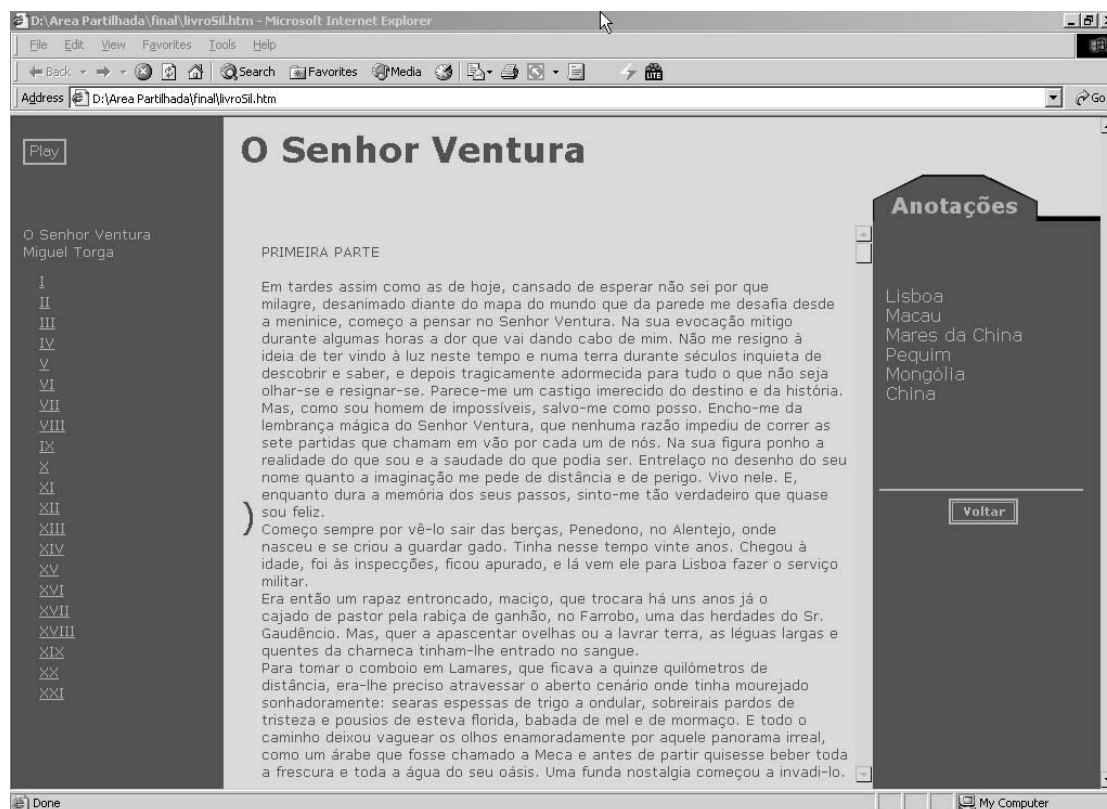 D:\Area Partilhada\final\livroSil.htm - Microsoft Internet Explorer
File Edit View Favorites Tools Help
Back Search Favorites Media LITE
Address D:\Area Partilhada\final\livroSil.htm Go
Play
O Senhor Ventura
Miguel Torga
I
II
III
IV
V
VI
VII
VIII
IX
X
XI
XII
XIII
XIV
XV
XVI
XVII
XVIII
XIX
XX
XXI
O Senhor Ventura
PRIMEIRA PARTE
Em tardes assim como as de hoje, cansado de esperar não sei por que
milagre, desanimado diante do mapa do mundo que da parede me desafia desde
a meninice, começo a pensar no Senhor Ventura. Na sua evocação mitigo
durante algumas horas a dor que vai dando cabo de mim. Não me resigno à
ideia de ter vindo à luz neste tempo e numa terra durante séculos inquieta de
descobrir e saber, e depois tragicamente adormecida para tudo o que não seja
olhar-se e resignar-se. Parece-me um castigo imerecido do destino e da história.
Mas, como sou homem de impossíveis, salvo-me como posso. Encho-me da
lembrança mágica do Senhor Ventura, que nenhuma razão impediu de correr as
sete partidas que chamam em vão por cada um de nós. Na sua figura ponho a
realidade do que sou e a saudade do que podia ser. Entrelaço no desenho do seu
nome quanto a imaginação me pede de distância e de perigo. Vivo nele. E,
enquanto dura a memória dos seus passos, sinto-me tão verdadeiro que quase
) sou feliz.
Começo sempre por vê-lo sair das berças, Penedono, no Alentejo, onde
nasceu e se criou a guardar gado. Tinha nesse tempo vinte anos. Chegou à
idade, foi às inspecções, ficou apurado, e lá vem ele para Lisboa fazer o serviço
militar.
Era então um rapaz entroncado, maciço, que trocara há uns anos já o
cajado de pastor pela rabiça de ganhão, no Farrobo, uma das herdades do Sr.
Gaudêncio. Mas, quer a apascentar ovelhas ou a lavrar terra, as léguas largas e
quentes da charneca tinham-lhe entrado no sangue.
Para tomar o comboio em Lamares, que ficava a quinze quilómetros de
distância, era-lhe preciso atravessar o aberto cenário onde tinha mourejado
sonhadoramente: searas espessas de trigo a ondular, sobreirais pardos de
tristeza e pousios de esteva florida, babada de mel e de mormaço. E todo o
caminho deixou vaguear os olhos enamoradamente por aquele panorama irreal,
como um árabe que fosse chamado a Meca e antes de partir quisesse beber toda
a frescura e toda a água do seu oásis. Uma funda nostalgia começou a invadi-lo.
Anotações
Lisboa
Macau
Mares da China
Pequim
Mongólia
China
Voltar
Done My Computer